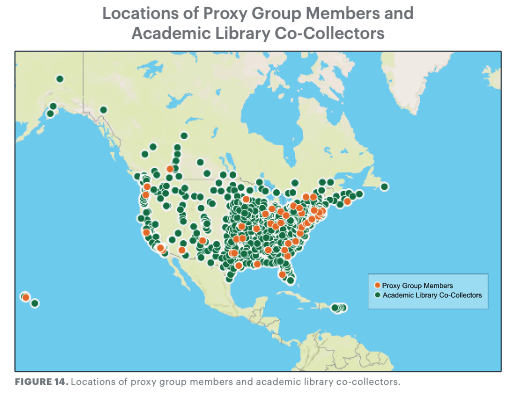 Locations of Proxy Group Members and
Academic Library Co-Collectors
Proxy Group Members
Academic Library Co-Collectors
FIGURE 14. Locations of proxy group members and academic library co-collectors.